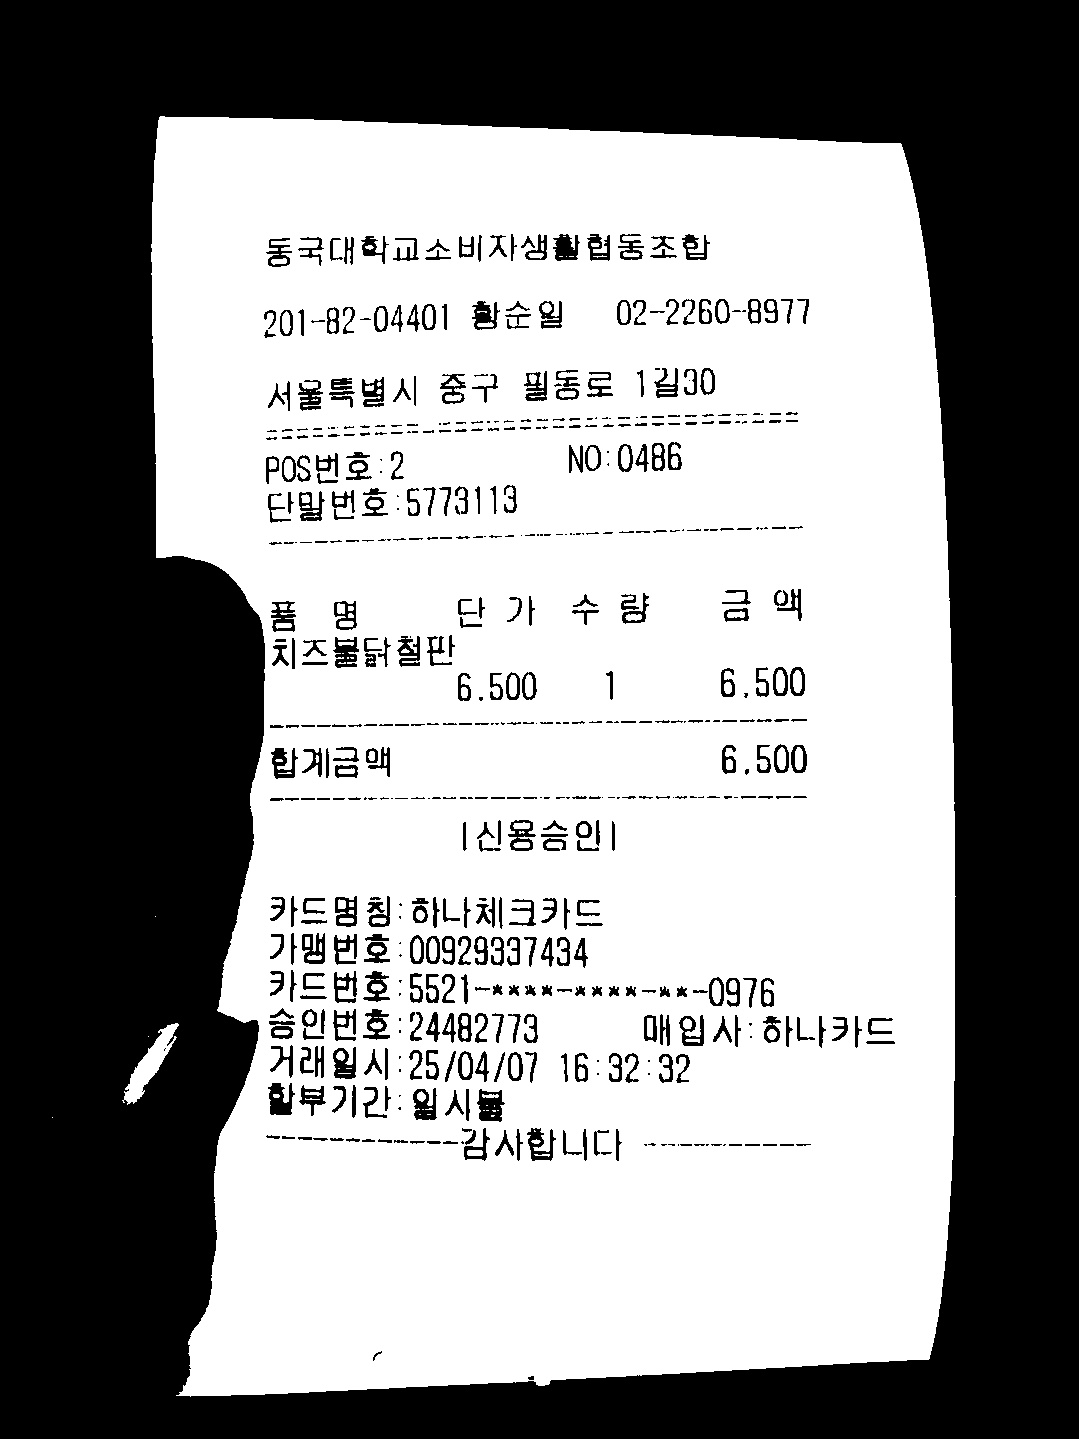 동국대학교소비자생활협동조합
201-82-04401 황순일 02-2260-8977
서울특별시 중구 필동로 1길30
=================================
POS번호:2 NO:0486
단말번호:5773113
---------------------------------
품 명 단 가 수 량 금 액
치즈불닭철판
6.500 1 6,500
---------------------------------
합계금액 6,500
---------------------------------
|신용승인|
카드명칭:하나체크카드
가맹번호:00929337434
카드번호:5521-****-****-**-0976
승인번호:24482773 매입사:하나카드
거래일시:25/04/07 16:32:32
할부기간:일시불
------------감사합니다 -----------